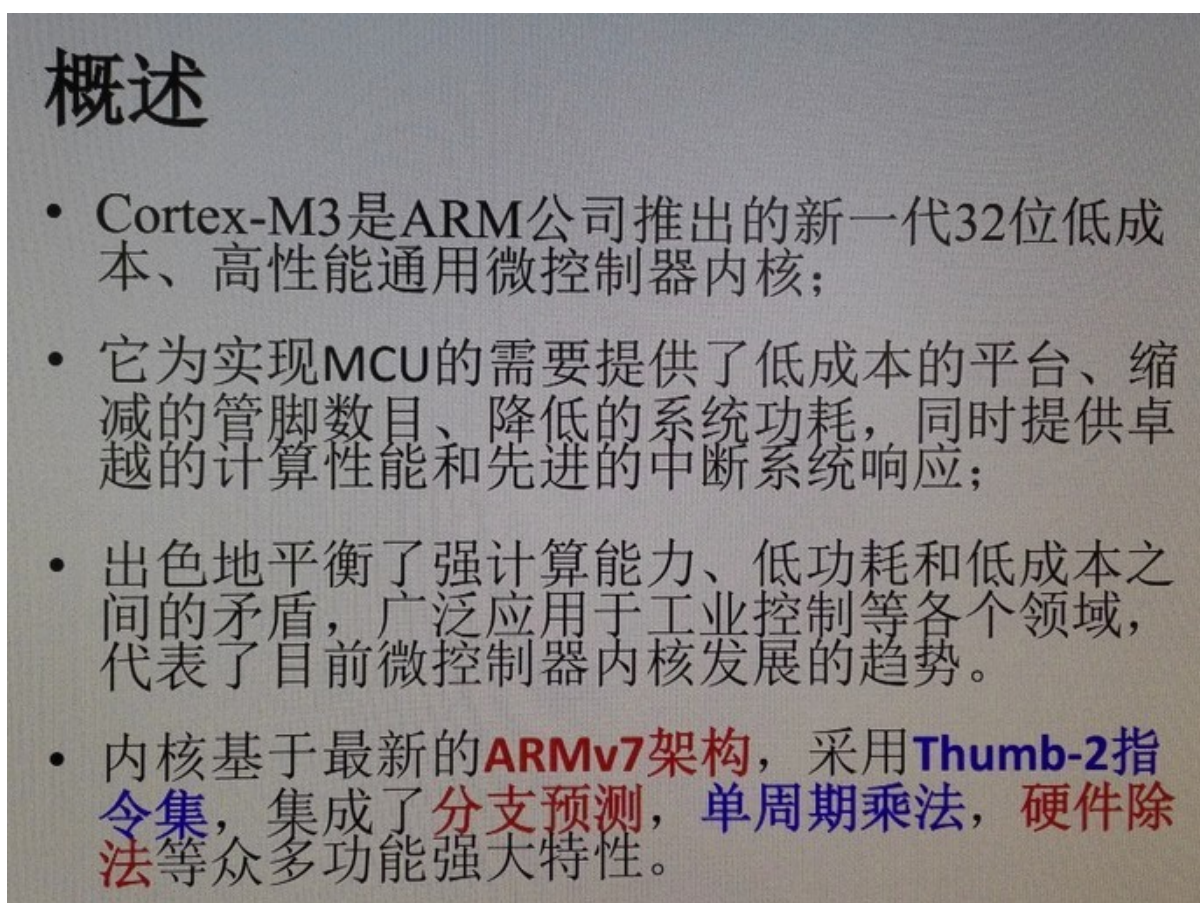 概述
• Cortex-M3是ARM公司推出的新一代32位低成
本、高性能通用微控制器内核；
• 它为实现MCU的需要提供了低成本的平台、缩
减的管脚数目、降低的系统功耗，同时提供卓
越的计算性能和先进的中断系统响应；
• 出色地平衡了强计算能力、低功耗和低成本之
间的矛盾，广泛应用于工业控制等各个领域，
代表了目前微控制器内核发展的趋势。
• 内核基于最新的ARMv7架构，采用Thumb-2指
令集，集成了分支预测，单周期乘法，硬件除
法等众多功能强大特性。